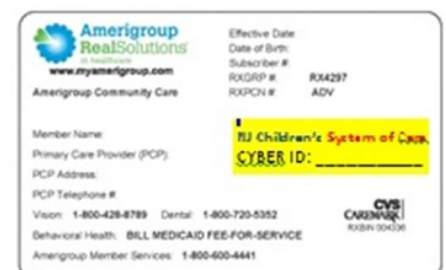 Amerigroup
RealSolutions
in healthcare
www.myamerigroup.com
Amerigroup Community Care
Effective Date:
Date of Birth:
Subscriber #:
RXGRP #: RX4297
RXPCN #: ADV
Member Name:
Primary Care Provider (PCP):
PCP Address:
PCP Telephone #:
NJ Children's System of Care
CYBER ID: ___________
Vision: 1-800-428-8789 Dental: 1-800-720-5352
Behavioral Health: BILL MEDICAID FEE-FOR-SERVICE
Amerigroup Member Services: 1-800-600-4441
CVS
CAREMARK
RXBIN 004336